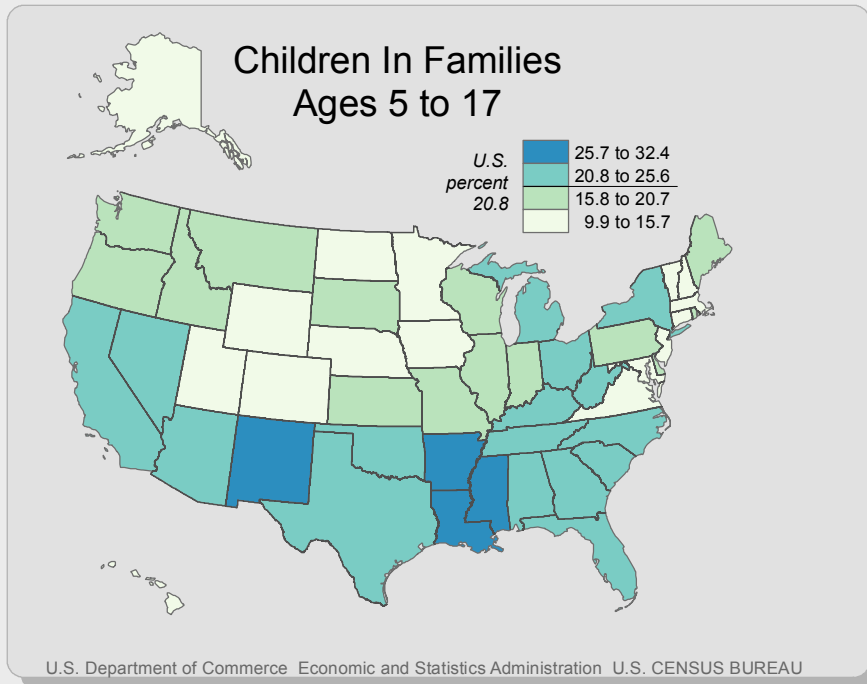 Children In Families
Ages 5 to 17
U.S.
percent
20.8
25.7 to 32.4
20.8 to 25.6
15.8 to 20.7
9.9 to 15.7
U.S. Department of Commerce Economic and Statistics Administration U.S. CENSUS BUREAU